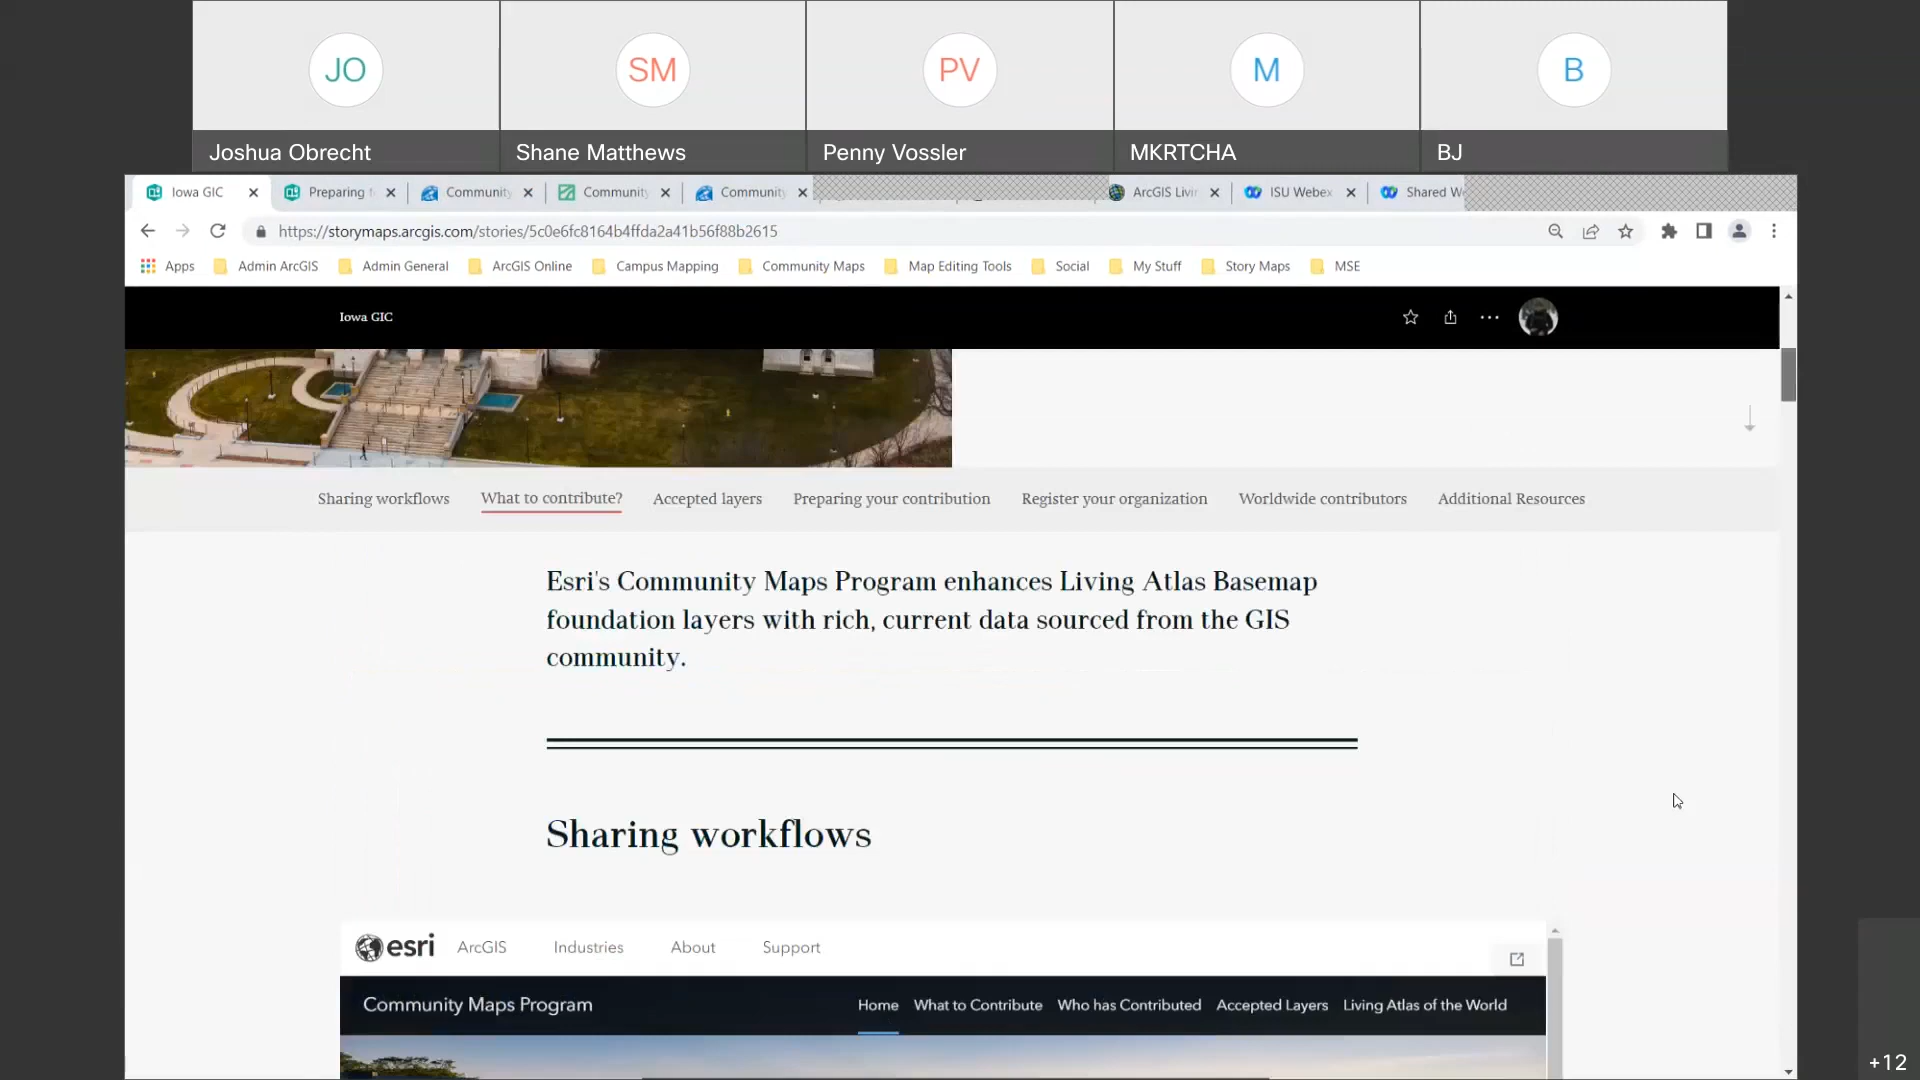 JO SM PV M B
Joshua Obrecht Shane Matthews Penny Vossler MKRTCHA BJ
Iowa GIC Preparing Community Community Community ArcGIS Livi ISU Webex Shared W
https://storymaps.arcgis.com/stories/5c0e6fc8164b4ffda2a41b56f88b2615
Apps Admin ArcGIS Admin General ArcGIS Online Campus Mapping Community Maps Map Editing Tools Social My Stuff Story Maps MSE
Iowa GIC
Sharing workflows What to contribute? Accepted layers Preparing your contribution Register your organization Worldwide contributors Additional Resources
Esri's Community Maps Program enhances Living Atlas Basemap
foundation layers with rich, current data sourced from the GIS
community.
Sharing workflows
esri ArcGIS Industries About Support
Community Maps Program Home What to Contribute Who has Contributed Accepted Layers Living Atlas of the World
+12